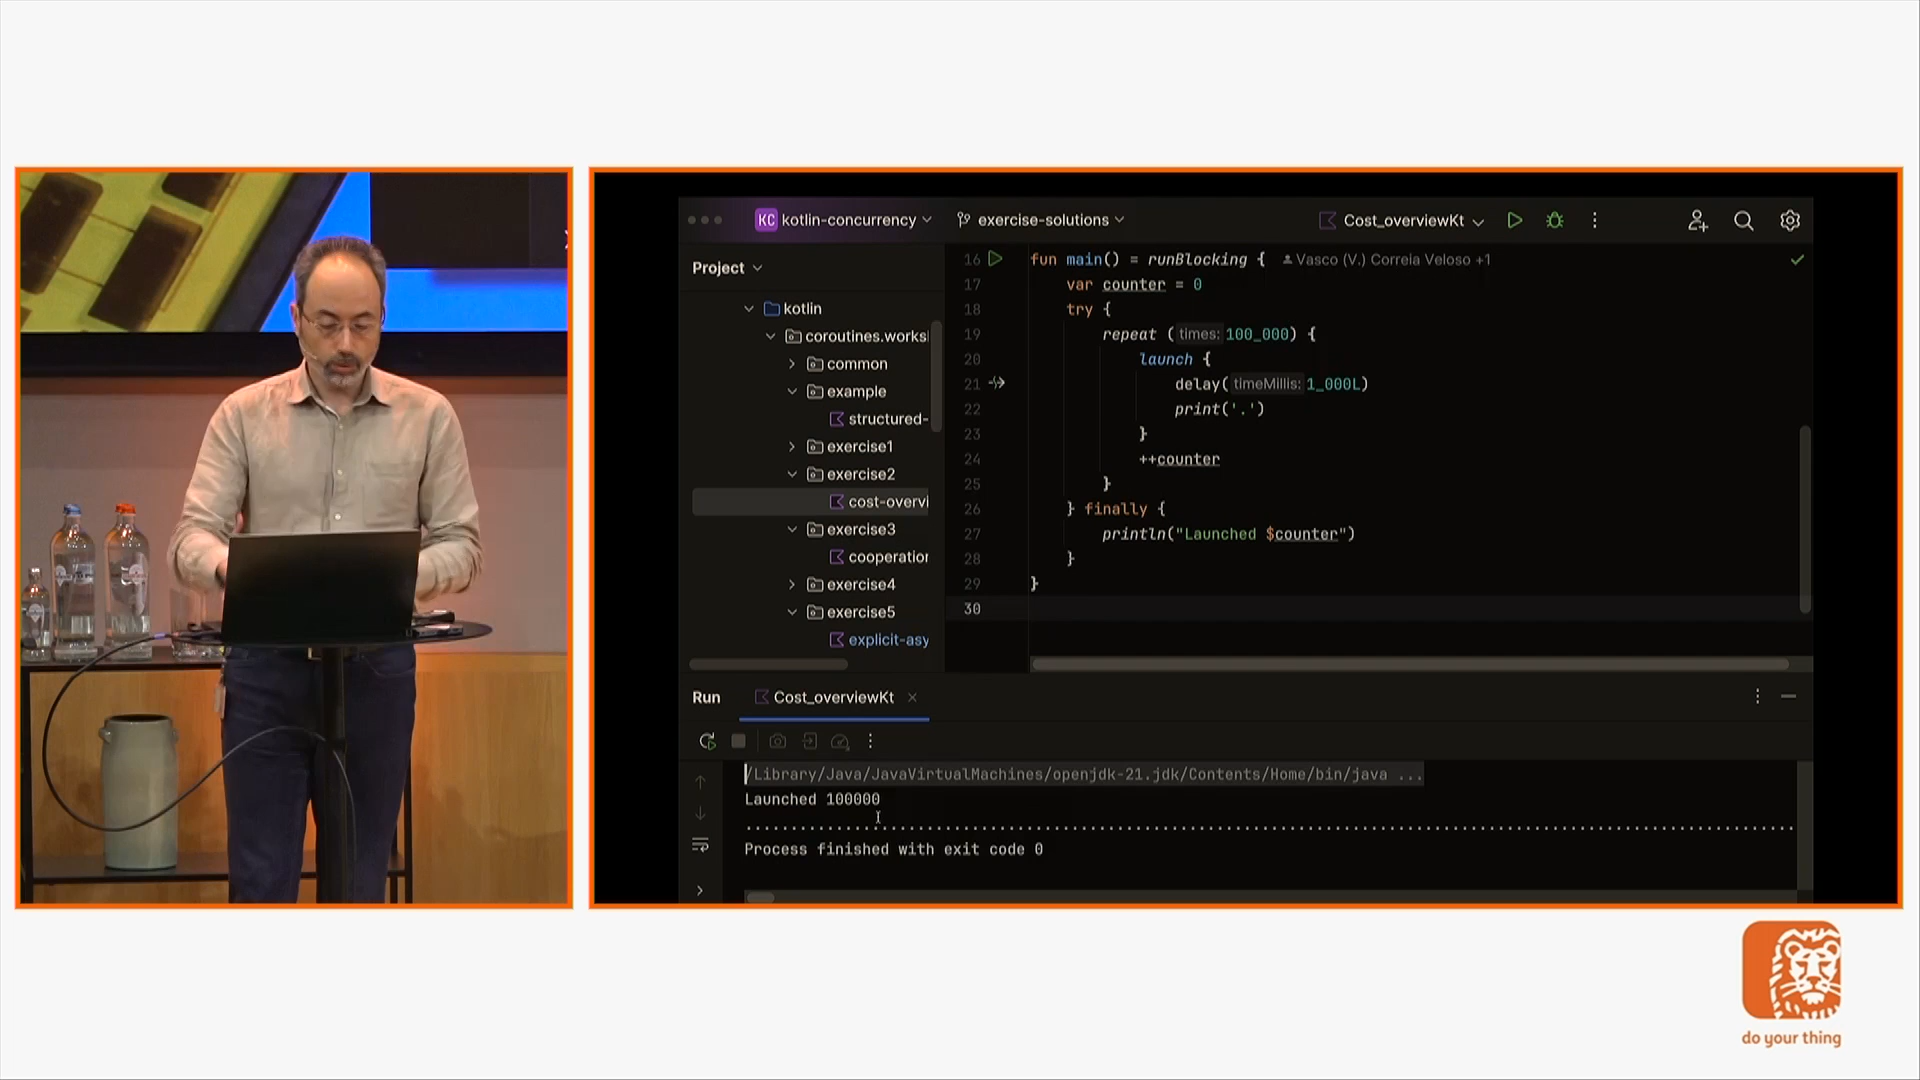 KC kotlin-concurrency
exercise-solutions
Cost_overviewKt
Project
kotlin
coroutines.works
common
example
structured-
exercise1
exercise2
cost-overvi
exercise3
cooperation
exercise4
exercise5
explicit-asy
16 fun main() = runBlocking { Vasco (V.) Correia Veloso +1
17 var counter = 0
18 try {
19 repeat ( times: 100_000) {
20 launch {
21 delay( timeMillis: 1_000L)
22 print('.')
23 }
24 ++counter
25 }
26 } finally {
27 println("Launched $counter")
28 }
29 }
30
Run Cost_overviewKt
/Library/Java/JavaVirtualMachines/openjdk-21.jdk/Contents/Home/bin/java ...
Launched 100000
Process finished with exit code 0
do your thing